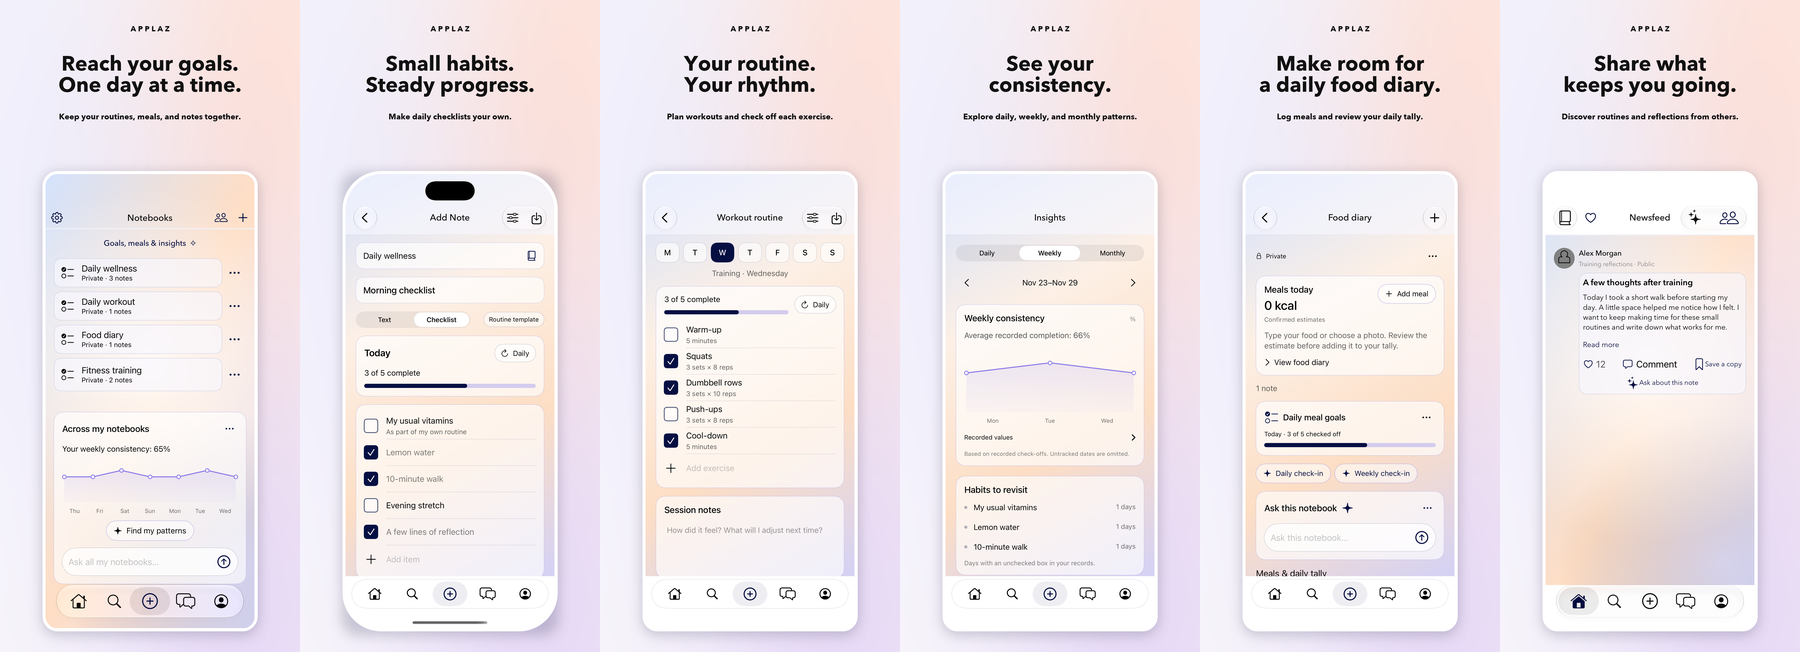 APPLAZ
Reach your goals.
One day at a time.
Keep your routines, meals, and notes together.
Notebooks
Goals, meals & insights
Daily wellness
Private · 3 notes
Daily workout
Private · 1 notes
Food diary
Private · 1 notes
Fitness training
Private · 2 notes
Across my notebooks
Your weekly consistency: 65%
Thu Fri Sat Sun Mon Tue Wed
Find my patterns
Ask all my notebooks...
APPLAZ
Small habits.
Steady progress.
Make daily checklists your own.
Add Note
Daily wellness
Morning checklist
Text Checklist Routine template
Today Daily
3 of 5 complete
My usual vitamins
As part of my own routine
Lemon water
10-minute walk
Evening stretch
A few lines of reflection
Add item
APPLAZ
Your routine.
Your rhythm.
Plan workouts and check off each exercise.
Workout routine
M T W T F S S
Training · Wednesday
3 of 5 complete Daily
Warm-up
5 minutes
Squats
3 sets × 8 reps
Dumbbell rows
3 sets × 10 reps
Push-ups
3 sets × 8 reps
Cool-down
5 minutes
Add exercise
Session notes
How did it feel? What will I adjust next time?
APPLAZ
See your
consistency.
Explore daily, weekly, and monthly patterns.
Insights
Daily Weekly Monthly
Nov 23–Nov 29
Weekly consistency %
Average recorded completion: 66%
Mon Tue Wed
Recorded values
Based on recorded check-offs. Untracked dates are omitted.
Habits to revisit
My usual vitamins 1 days
Lemon water 1 days
10-minute walk 1 days
Days with an unchecked box in your records.
APPLAZ
Make room for
a daily food diary.
Log meals and review your daily tally.
Food diary
Private
Meals today Add meal
0 kcal
Confirmed estimates
Type your food or choose a photo. Review the
estimate before adding it to your tally.
View food diary
1 note
Daily meal goals
Today · 3 of 5 checked off
Daily check-in Weekly check-in
Ask this notebook
Ask this notebook...
Meals & daily tally
APPLAZ
Share what
keeps you going.
Discover routines and reflections from others.
Newsfeed
Alex Morgan
Training reflections · Public
A few thoughts after training
Today I took a short walk before starting my
day. A little space helped me notice how I felt. I
want to keep making time for these small
routines and write down what works for me.
Read more
12 Comment Save a copy
Ask about this note